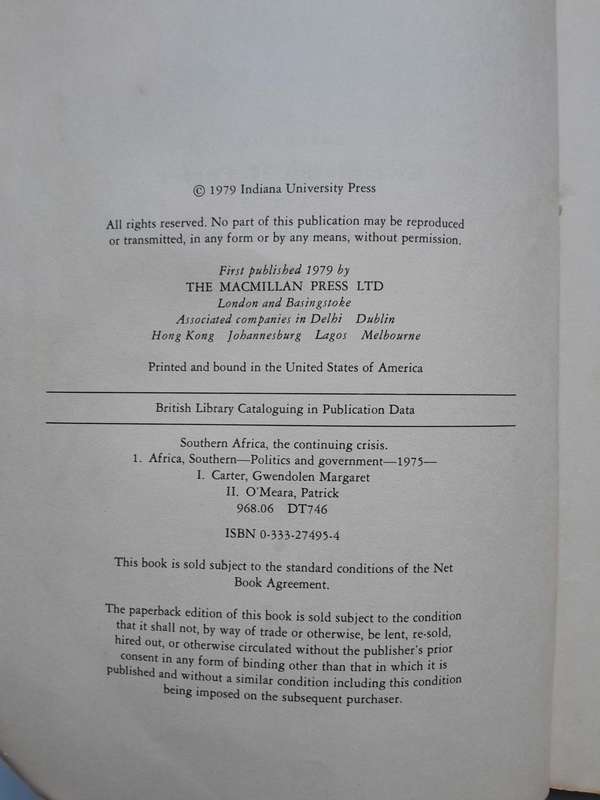 © 1979 Indiana University Press
All rights reserved. No part of this publication may be reproduced
or transmitted, in any form or by any means, without permission.
First published 1979 by
THE MACMILLAN PRESS LTD
London and Basingstoke
Associated companies in Delhi Dublin
Hong Kong Johannesburg Lagos Melbourne
Printed and bound in the United States of America
British Library Cataloguing in Publication Data
Southern Africa, the continuing crisis.
1. Africa, Southern—Politics and government—1975—
I. Carter, Gwendolen Margaret
II. O'Meara, Patrick
968.06 DT746
ISBN 0-333-27495-4
This book is sold subject to the standard conditions of the Net
Book Agreement.
The paperback edition of this book is sold subject to the condition
that it shall not, by way of trade or otherwise, be lent, re-sold,
hired out, or otherwise circulated without the publisher's prior
consent in any form of binding other than that in which it is
published and without a similar condition including this condition
being imposed on the subsequent purchaser.